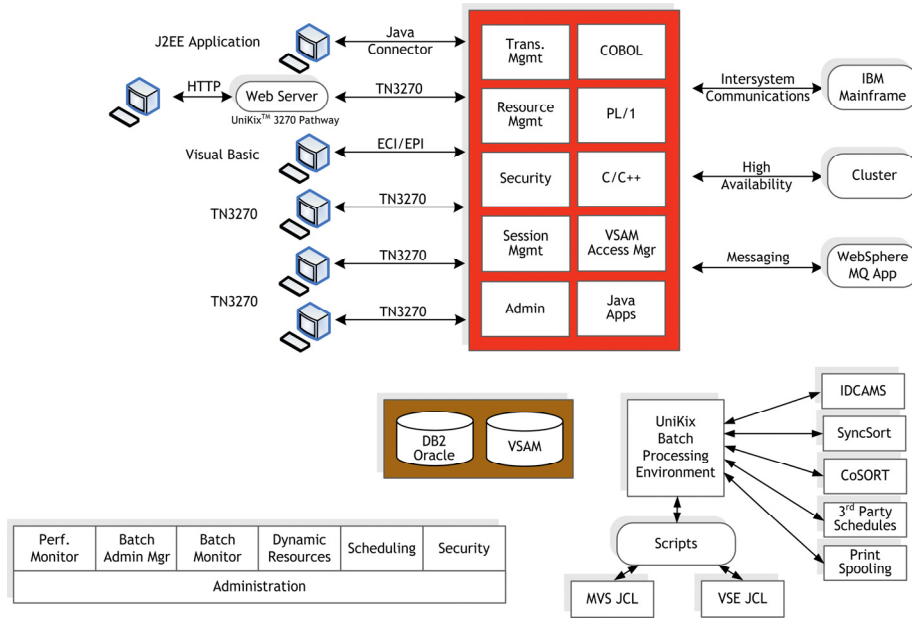 J2EE Application
Java
Connector
HTTP
Web Server
UniKix™ 3270 Pathway
TN3270
Visual Basic
ECI/EPI
TN3270
TN3270
TN3270
TN3270
TN3270
Trans.
Mgmt
COBOL
Resource
Mgmt
PL/1
Security
C/C++
Session
Mgmt
VSAM
Access Mgr
Admin
Java
Apps
Intersystem
Communications
IBM
Mainframe
High
Availability
Cluster
Messaging
WebSphere
MQ App
DB2
Oracle
VSAM
UniKix
Batch
Processing
Environment
IDCAMS
SyncSort
CoSORT
3rd Party
Schedules
Print
Spooling
Scripts
MVS JCL
VSE JCL
Perf.
Monitor
Batch
Admin Mgr
Batch
Monitor
Dynamic
Resources
Scheduling
Security
Administration